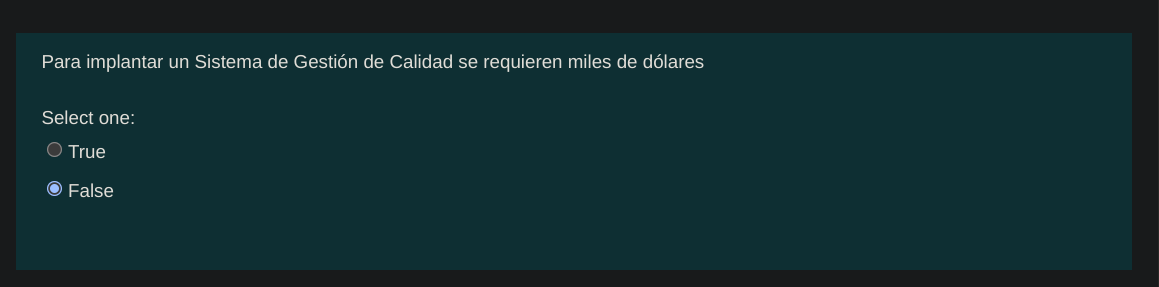 Para implantar un Sistema de Gestión de Calidad se requieren miles de dólares
Select one:
True
False